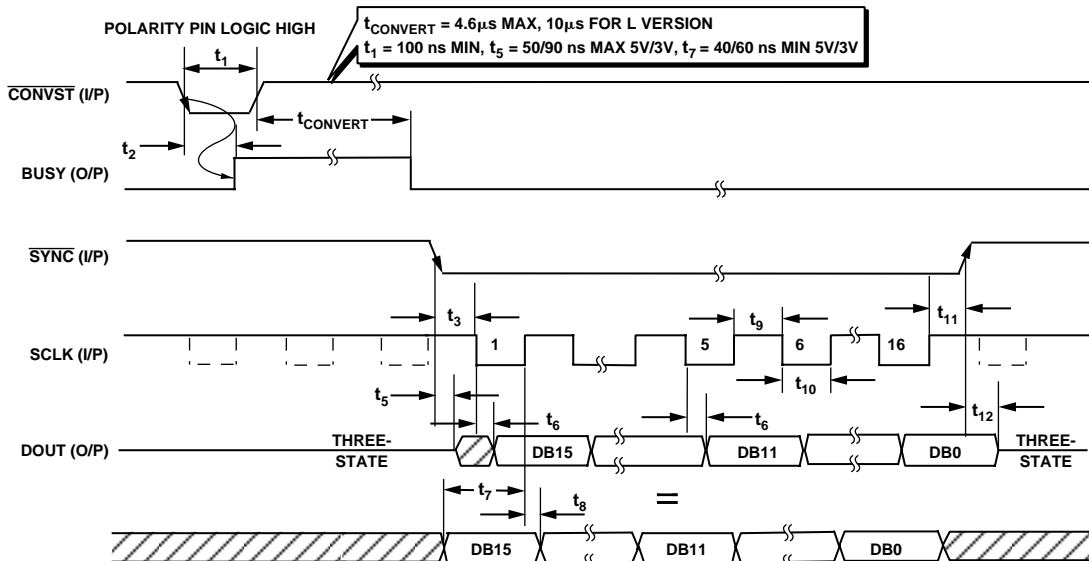 POLARITY PIN LOGIC HIGH
tCONVERT = 4.6μs MAX, 10μs FOR L VERSION
t1 = 100 ns MIN, t5 = 50/90 ns MAX 5V/3V, t7 = 40/60 ns MIN 5V/3V
t1
CONVST (I/P)
tCONVERT
t2
BUSY (O/P)
SYNC (I/P)
t3
t9
t11
SCLK (I/P)
1
5
6
16
t5
t10
t12
t6
t6
DOUT (O/P)
THREE-
STATE
DB15
DB11
DB0
THREE-
STATE
t7
=
t8
DB15
DB11
DB0